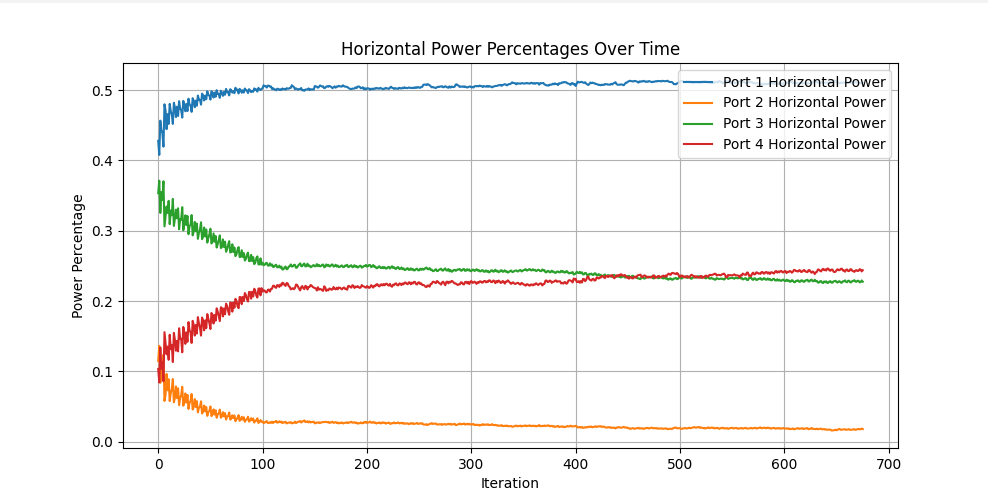 Horizontal Power Percentages Over Time
Port 1 Horizontal Power
Port 2 Horizontal Power
Port 3 Horizontal Power
Port 4 Horizontal Power
Power Percentage
0.5
0.4
0.3
0.2
0.1
0.0
0 100 200 300 400 500 600 700
Iteration